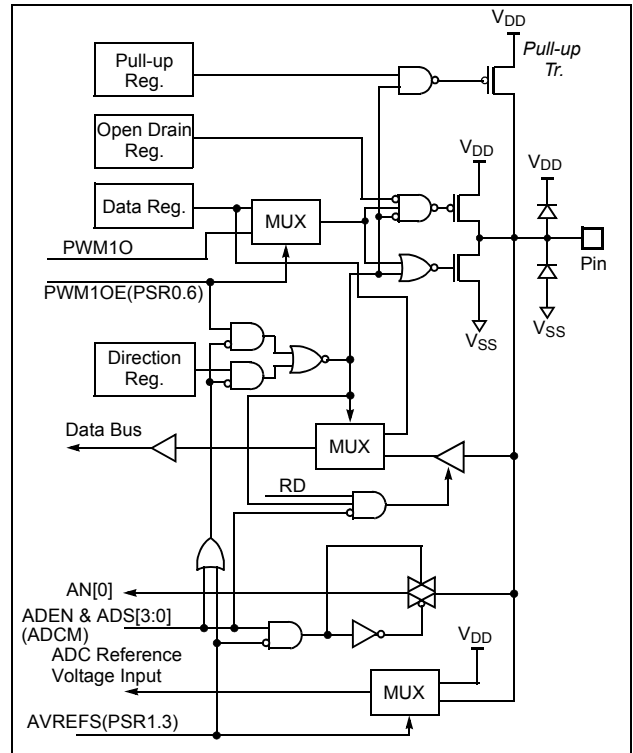 VDD
Pull-up
Tr.
Pull-up
Reg.
Open Drain
Reg.
VDD
VDD
Data Reg.
MUX
PWM1O
Pin
PWM1OE(PSR0.6)
VSS
VSS
Direction
Reg.
Data Bus
MUX
RD
AN[0]
ADEN & ADS[3:0]
(ADCM)
VDD
ADC Reference
Voltage Input
MUX
AVREFS(PSR1.3)